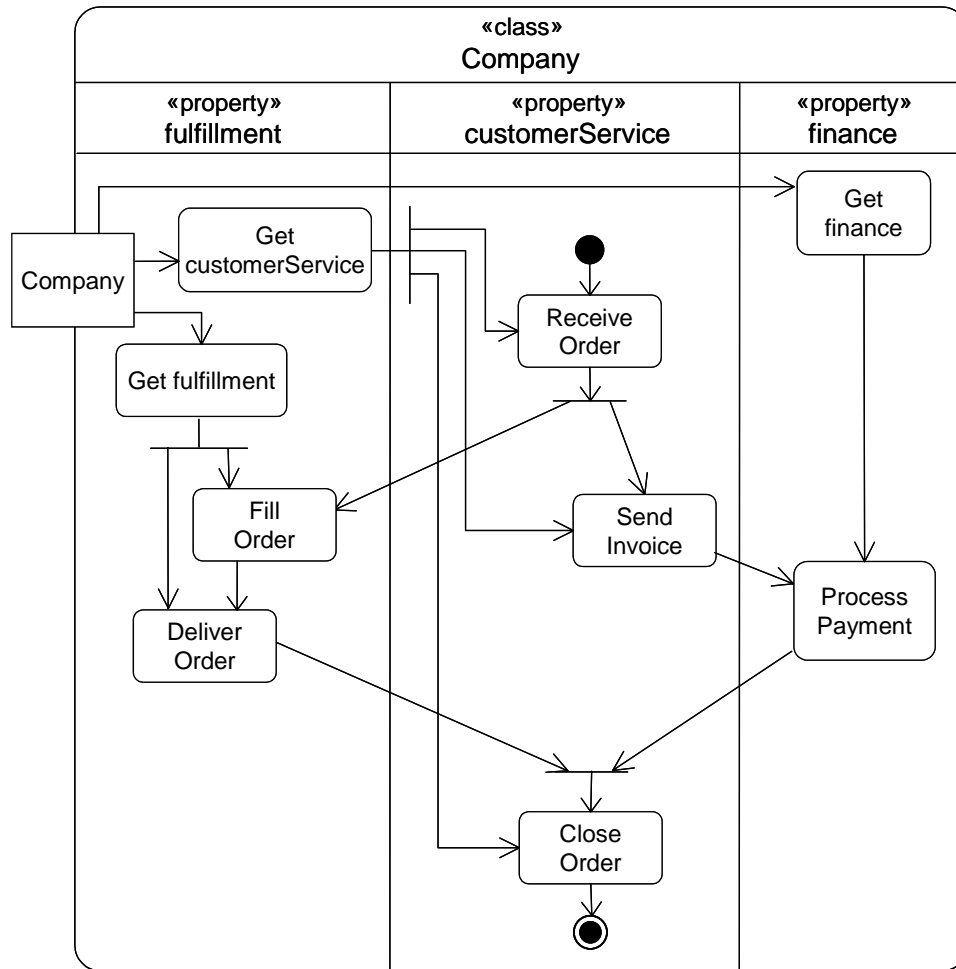 «class»
Company
«property»
fulfillment
«property»
customerService
«property»
finance
Get
finance
Get
customerService
Company
Receive
Order
Get fulfillment
Fill
Order
Send
Invoice
Process
Payment
Deliver
Order
Close
Order